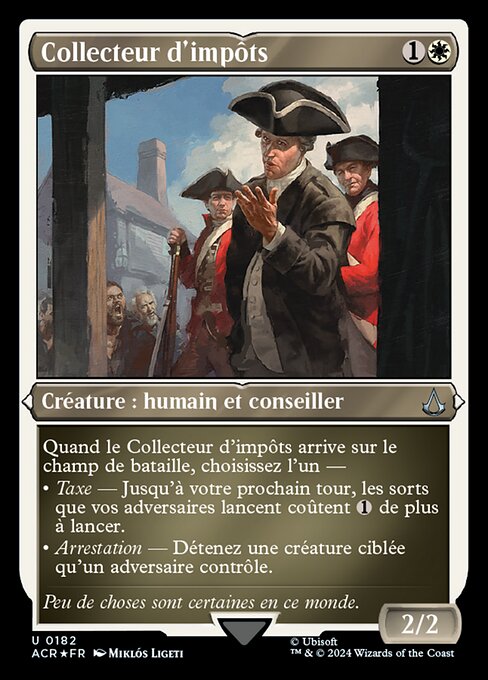 Collecteur d'impôts 1
Créature : humain et conseiller
Quand le Collecteur d'impôts arrive sur le
champ de bataille, choisissez l'un —
• Taxe — Jusqu'à votre prochain tour, les sorts
que vos adversaires lancent coûtent 1 de plus
à lancer.
• Arrestation — Détenez une créature ciblée
qu'un adversaire contrôle.
Peu de choses sont certaines en ce monde.
2/2
U 0182
ACR★FR Miklós Ligeti
© Ubisoft
™ & © 2024 Wizards of the Coast